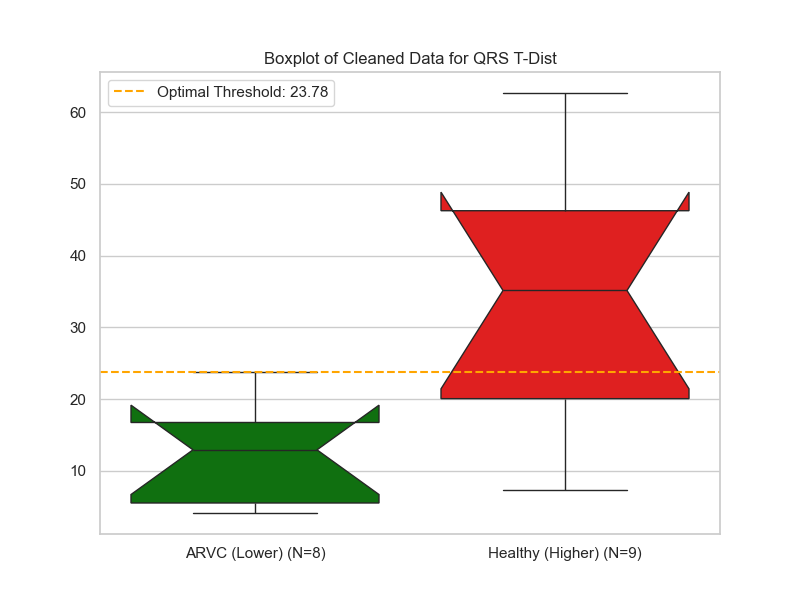 Boxplot of Cleaned Data for QRS T-Dist
Optimal Threshold: 23.78
60
50
40
30
20
10
ARVC (Lower) (N=8)
Healthy (Higher) (N=9)